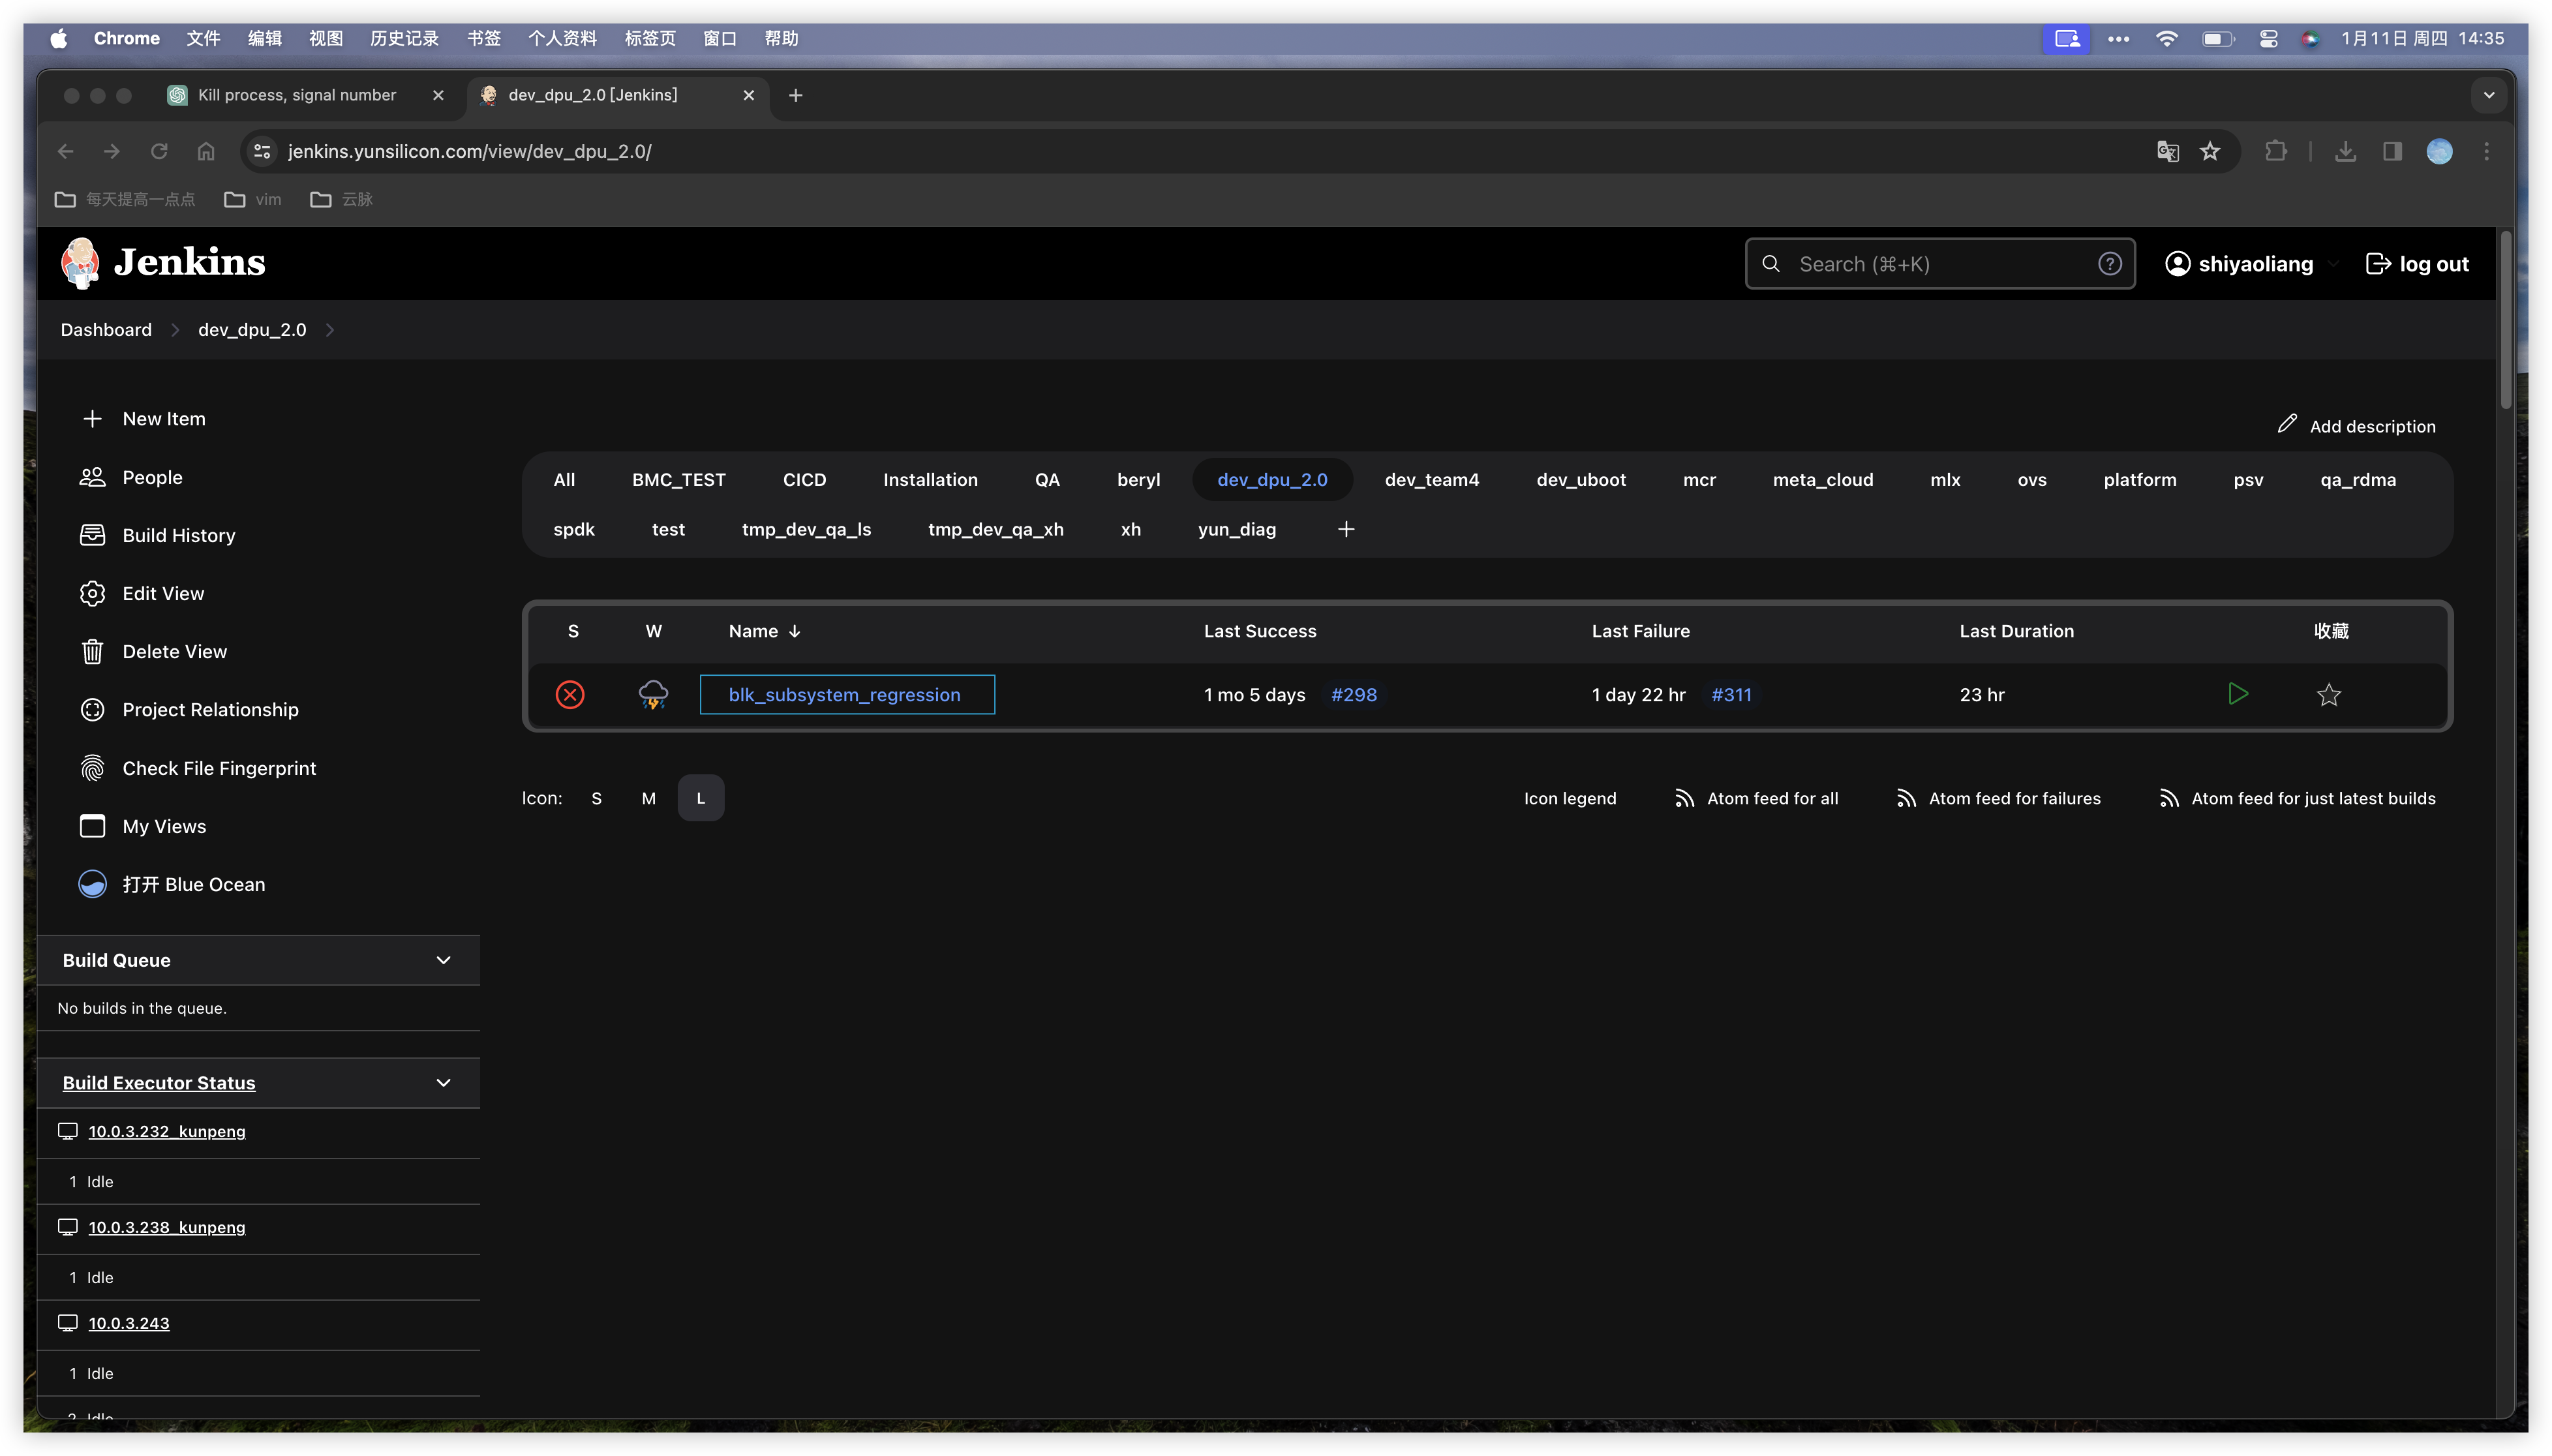 Chrome 文件 编辑 视图 历史记录 书签 个人资料 标签页 窗口 帮助 1月11日 周四 14:35
Kill process, signal number dev_dpu_2.0 [Jenkins]
jenkins.yunsilicon.com/view/dev_dpu_2.0/
每天提高一点点 vim 云脉
Jenkins Search (⌘+K) shiyaoliang log out
Dashboard dev_dpu_2.0
New Item
Add description
People
All BMC_TEST CICD Installation QA beryl dev_dpu_2.0 dev_team4 dev_uboot mcr meta_cloud mlx ovs platform psv qa_rdma
spdk test tmp_dev_qa_ls tmp_dev_qa_xh xh yun_diag
Build History
Edit View
Delete View
Project Relationship
Check File Fingerprint
My Views
打开 Blue Ocean
S W Name ↓ Last Success Last Failure Last Duration 收藏
blk_subsystem_regression 1 mo 5 days #298 1 day 22 hr #311 23 hr
Icon: S M L Icon legend Atom feed for all Atom feed for failures Atom feed for just latest builds
Build Queue
No builds in the queue.
Build Executor Status
10.0.3.232_kunpeng
1 Idle
10.0.3.238_kunpeng
1 Idle
10.0.3.243
1 Idle
2 Idle